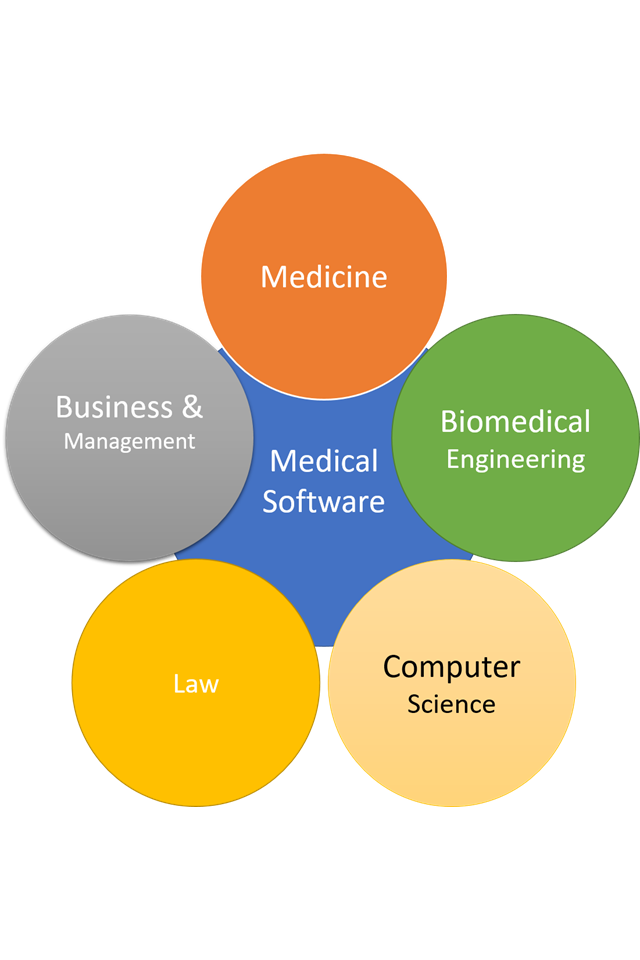 Medicine
Business &
Management
Biomedical
Engineering
Medical
Software
Law
Computer
Science